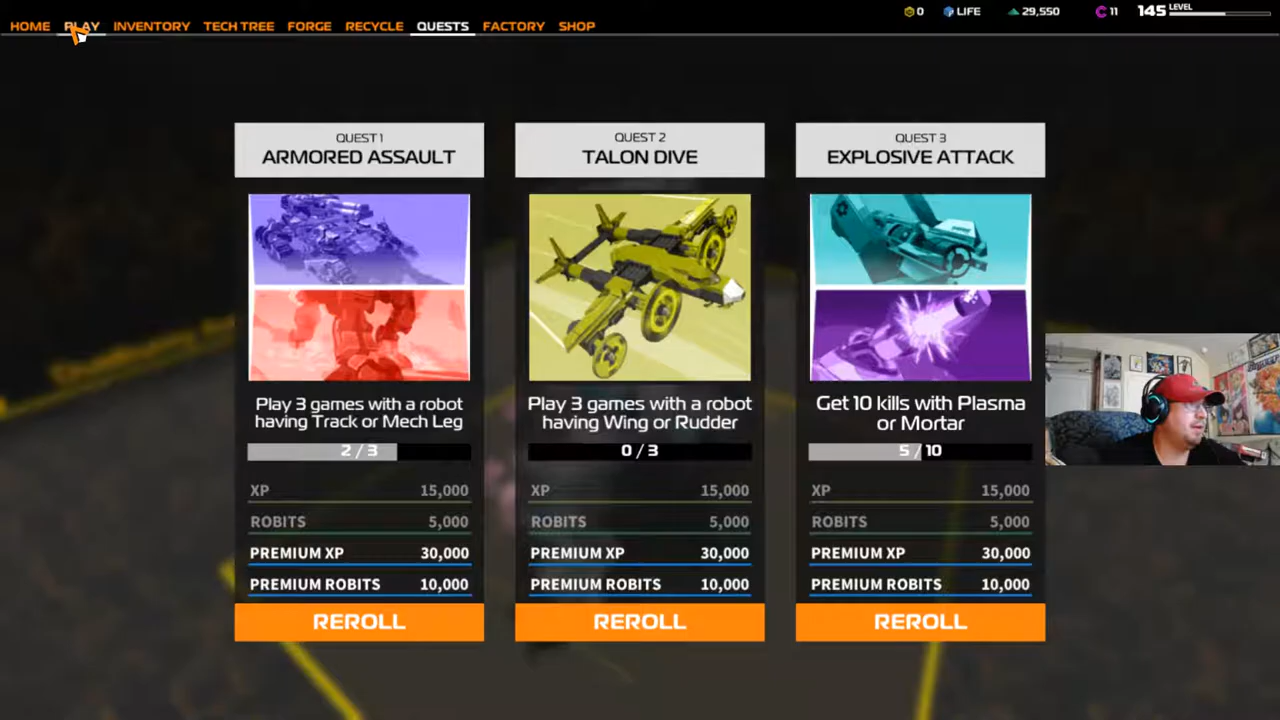 HOME PLAY INVENTORY TECH TREE FORGE RECYCLE QUESTS FACTORY SHOP 0 LIFE 29,550 11 145 LEVEL
QUEST 1
ARMORED ASSAULT
Play 3 games with a robot
having Track or Mech Leg
2 / 3
XP 15,000
ROBITS 5,000
PREMIUM XP 30,000
PREMIUM ROBITS 10,000
REROLL
QUEST 2
TALON DIVE
Play 3 games with a robot
having Wing or Rudder
0 / 3
XP 15,000
ROBITS 5,000
PREMIUM XP 30,000
PREMIUM ROBITS 10,000
REROLL
QUEST 3
EXPLOSIVE ATTACK
Get 10 kills with Plasma
or Mortar
5 / 10
XP 15,000
ROBITS 5,000
PREMIUM XP 30,000
PREMIUM ROBITS 10,000
REROLL